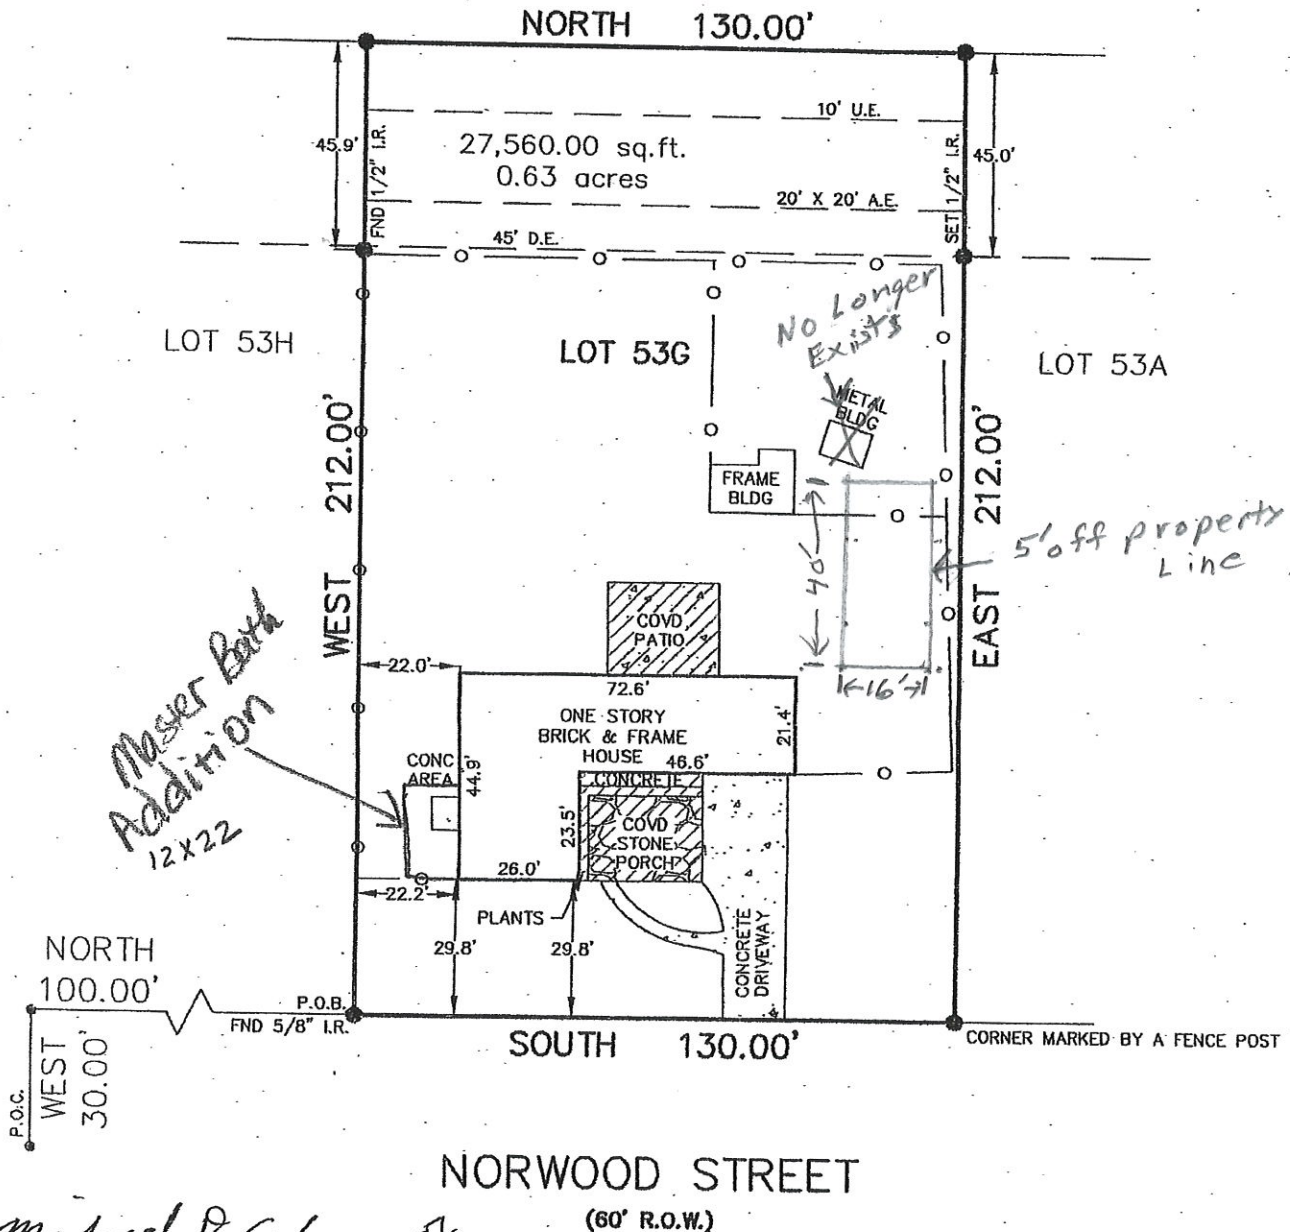 NORTH 130.00'
10' U.E.
45.9'
FND 1/2" I.R.
27,560.00 sq.ft.
0.63 acres
SET 1/2" I.R.
45.0'
20' X 20' A.E.
45' D.E.
No Longer
Exists
LOT 53H
LOT 53G
LOT 53A
METAL
BLDG
WEST 212.00'
EAST 212.00'
FRAME
BLDG
40'
5' off property
Line
COVD
PATIO
Master Bath
Addition
12x22
22.0'
72.6'
16'
ONE STORY
BRICK & FRAME
HOUSE
21.4'
46.6'
CONC
AREA
44.9'
CONCRETE
23.5'
COVD
STONE
PORCH
26.0'
22.2'
PLANTS
29.8'
29.8'
CONCRETE
DRIVEWAY
NORTH
100.00'
P.O.B.
FND 5/8" I.R.
SOUTH 130.00'
CORNER MARKED BY A FENCE POST
WEST
30.00'
P.O.C.
NORWOOD STREET
(60' R.O.W.)